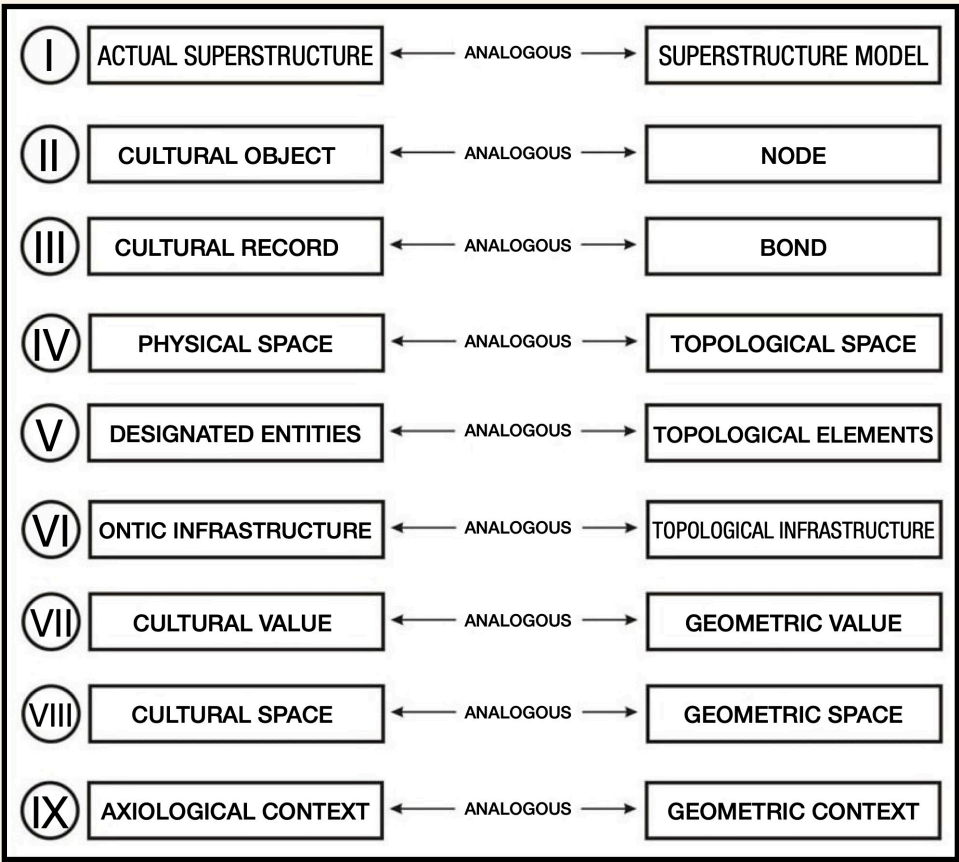 I ACTUAL SUPERSTRUCTURE ANALOGOUS SUPERSTRUCTURE MODEL
II CULTURAL OBJECT ANALOGOUS NODE
III CULTURAL RECORD ANALOGOUS BOND
IV PHYSICAL SPACE ANALOGOUS TOPOLOGICAL SPACE
V DESIGNATED ENTITIES ANALOGOUS TOPOLOGICAL ELEMENTS
VI ONTIC INFRASTRUCTURE ANALOGOUS TOPOLOGICAL INFRASTRUCTURE
VII CULTURAL VALUE ANALOGOUS GEOMETRIC VALUE
VIII CULTURAL SPACE ANALOGOUS GEOMETRIC SPACE
IX AXIOLOGICAL CONTEXT ANALOGOUS GEOMETRIC CONTEXT